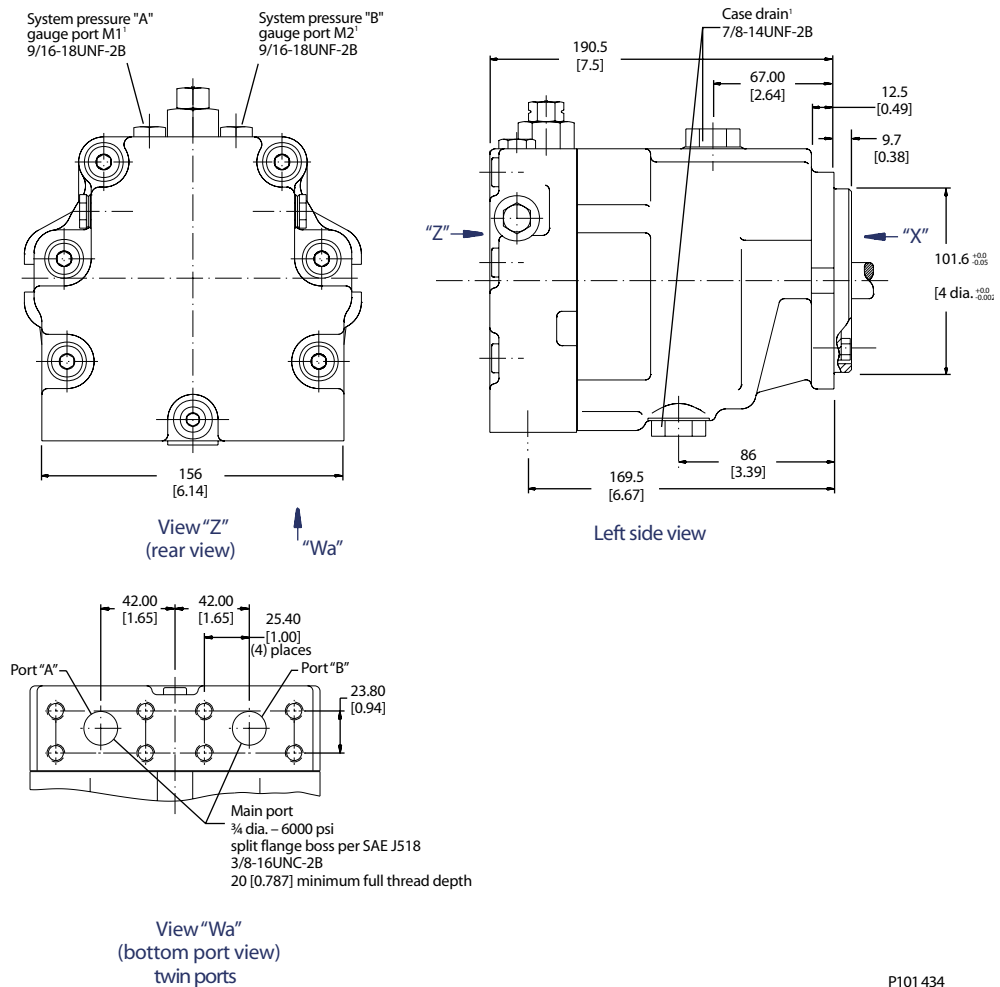 System pressure "A"
gauge port M1¹
9/16-18UNF-2B
System pressure "B"
gauge port M2¹
9/16-18UNF-2B
156
[6.14]
View “Z”
(rear view)
“Wa”
Case drain¹
7/8-14UNF-2B
190.5
[7.5]
67.00
[2.64]
12.5
[0.49]
9.7
[0.38]
“Z”
“X”
101.6 +0.0 -0.05
[4 dia. +0.0 -0.002
86
[3.39]
169.5
[6.67]
Left side view
42.00
[1.65]
42.00
[1.65]
25.40
[1.00]
(4) places
Port “A”
Port “B”
23.80
[0.94]
Main port
¾ dia. – 6000 psi
split flange boss per SAE J518
3/8-16UNC-2B
20 [0.787] minimum full thread depth
View “Wa”
(bottom port view)
twin ports
P101 434